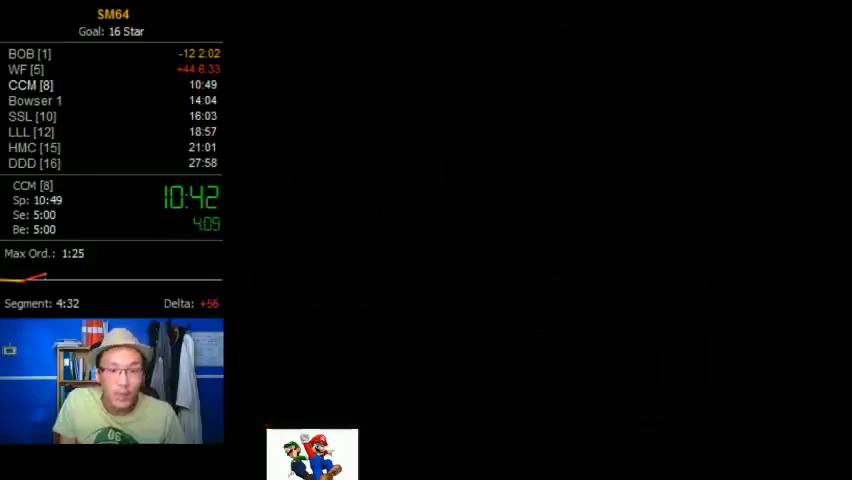 SM64
Goal: 16 Star
BOB [1] -12 2:02
WF [5] +44 6:33
CCM [8] 10:49
Bowser 1 14:04
SSL [10] 16:03
LLL [12] 18:57
HMC [15] 21:01
DDD [16] 27:58
CCM [8]
Sp: 10:49 10:42
Se: 5:00 4:09
Be: 5:00
Max Ord.: 1:25
Segment: 4:32 Delta: +56